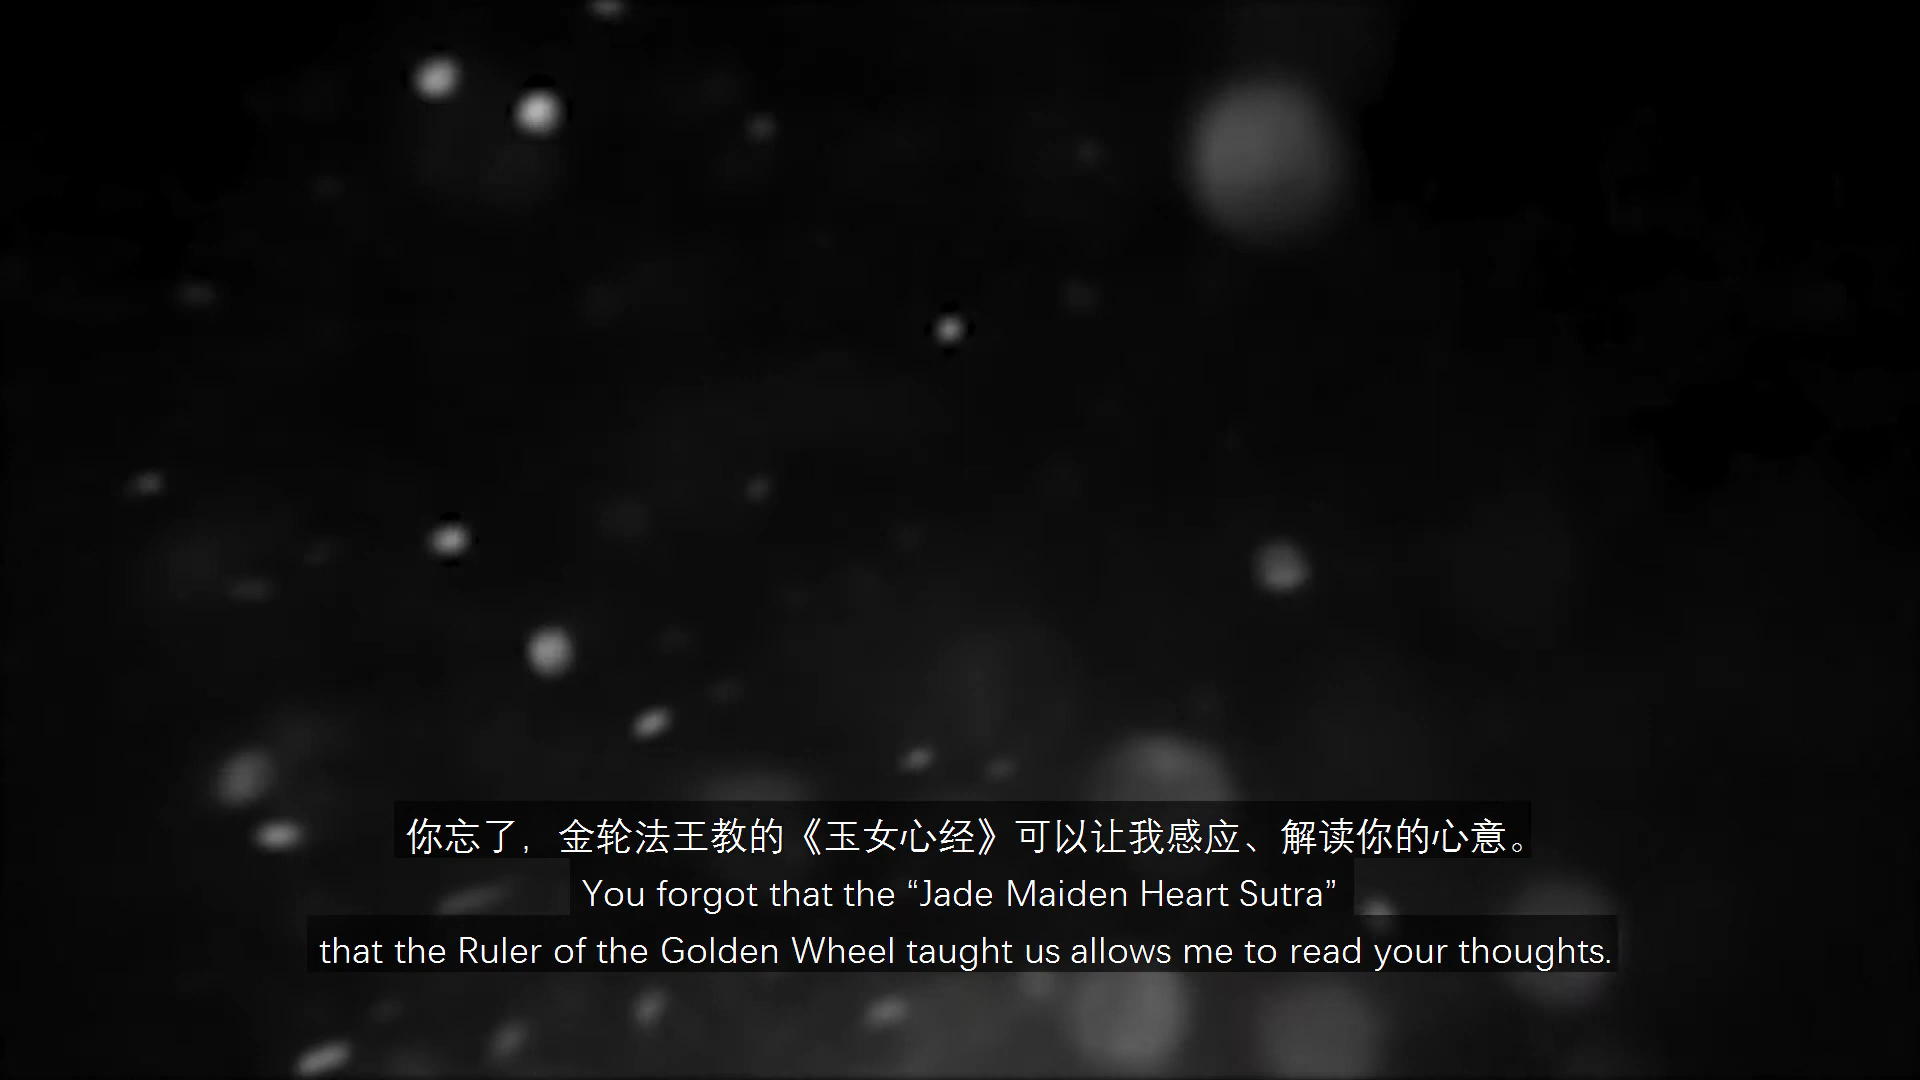 你忘了，金轮法王教的《玉女心经》可以让我感应、解读你的心意。
You forgot that the “Jade Maiden Heart Sutra”
that the Ruler of the Golden Wheel taught us allows me to read your thoughts.